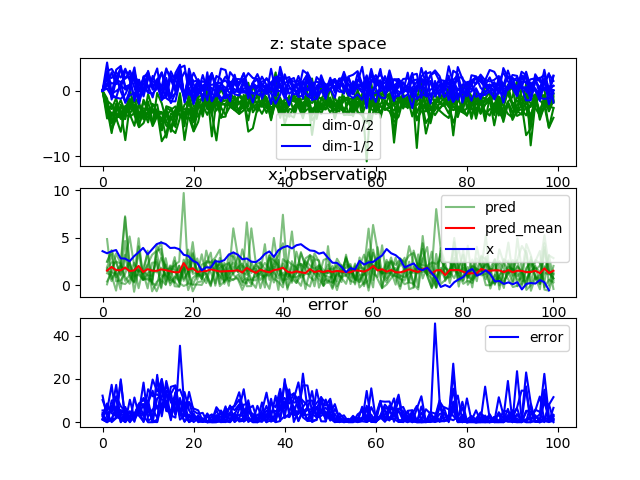 z: state space
0
−10
dim-0/2
dim-1/2
0 20 40 60 80 100
x: observation
10
5
0
pred
pred_mean
x
0 20 40 60 80 100
error
40
20
0
error
0 20 40 60 80 100